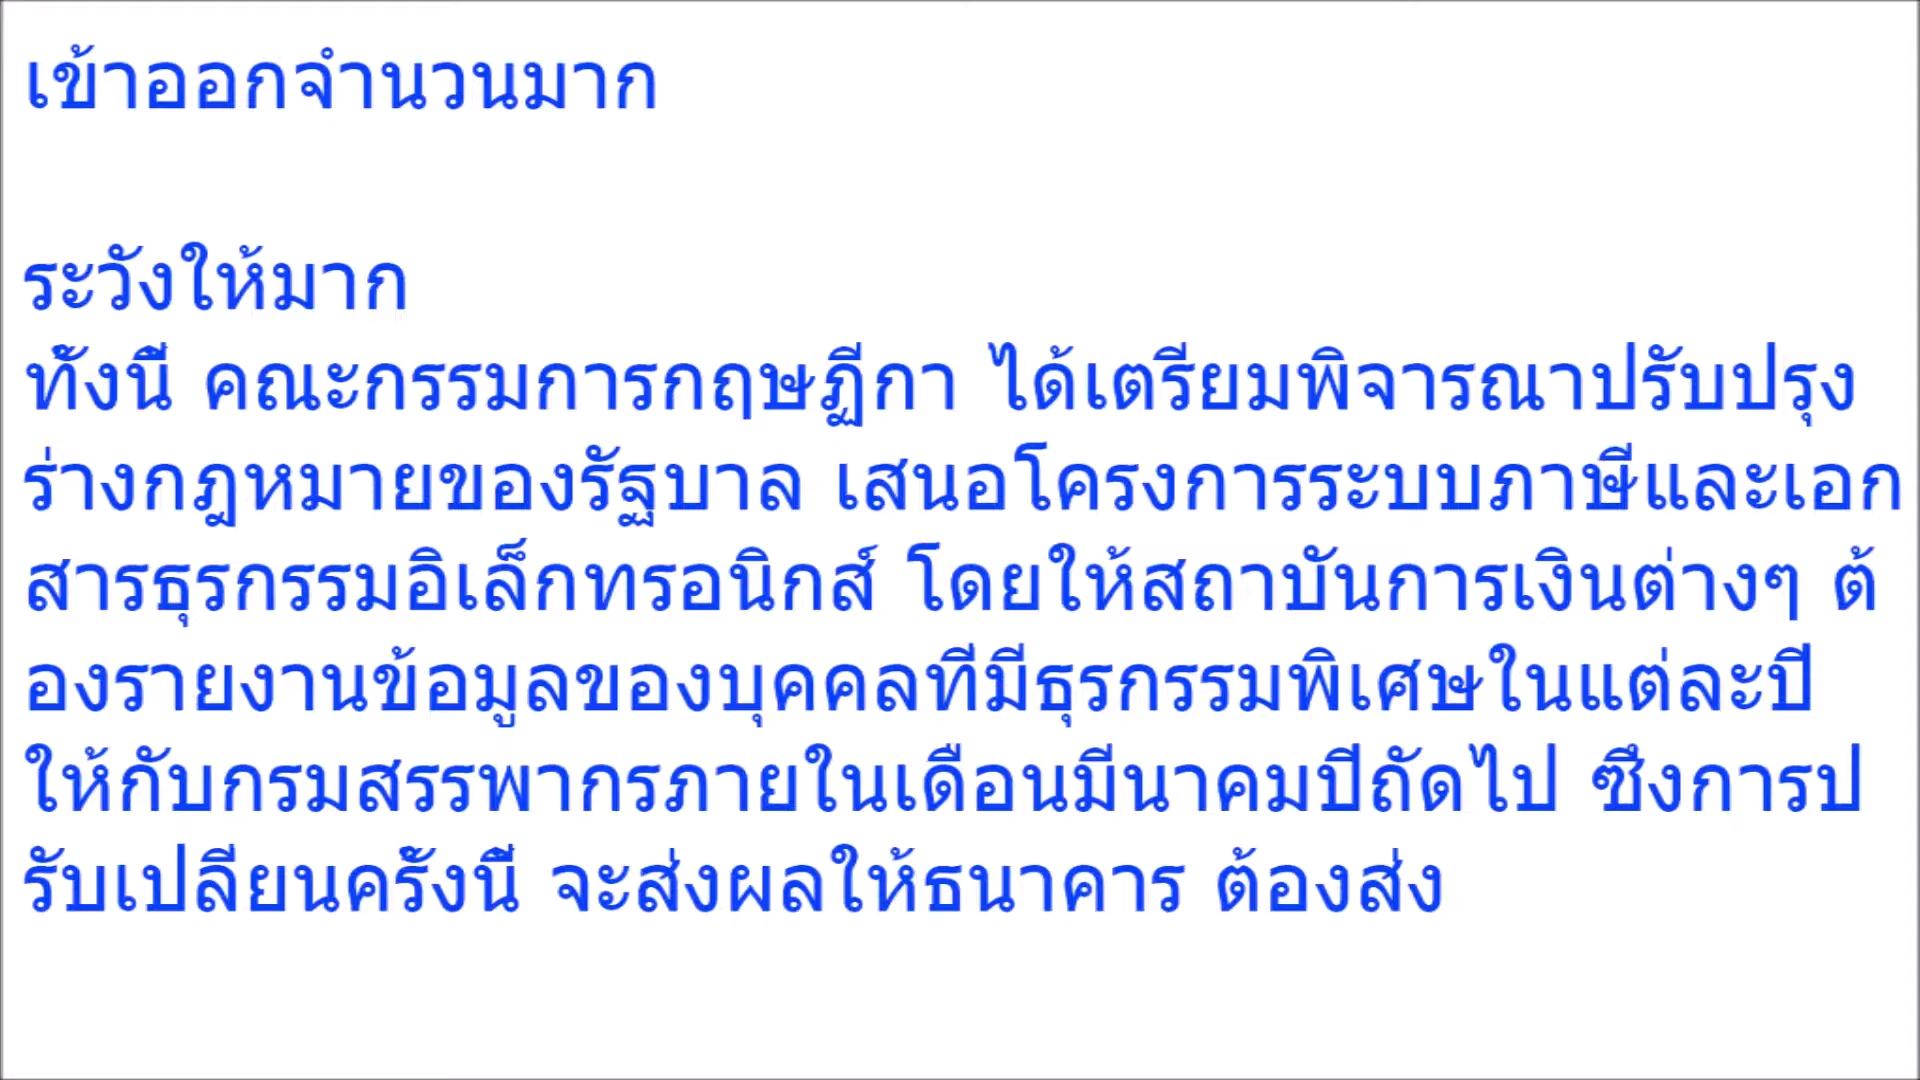 เข้าออกจำนวนมาก
ระวังให้มาก
ทั้งนี้ คณะกรรมการกฤษฎีกา ได้เตรียมพิจารณาปรับปรุง
ร่างกฎหมายของรัฐบาล เสนอโครงการระบบภาษีและเอก
สารธุรกรรมอิเล็กทรอนิกส์ โดยให้สถาบันการเงินต่างๆ ต้
องรายงานข้อมูลของบุคคลที่มีธุรกรรมพิเศษในแต่ละปี
ให้กับกรมสรรพากรภายในเดือนมีนาคมปีถัดไป ซึ่งการป
รับเปลี่ยนครั้งนี้ จะส่งผลให้ธนาคาร ต้องส่ง